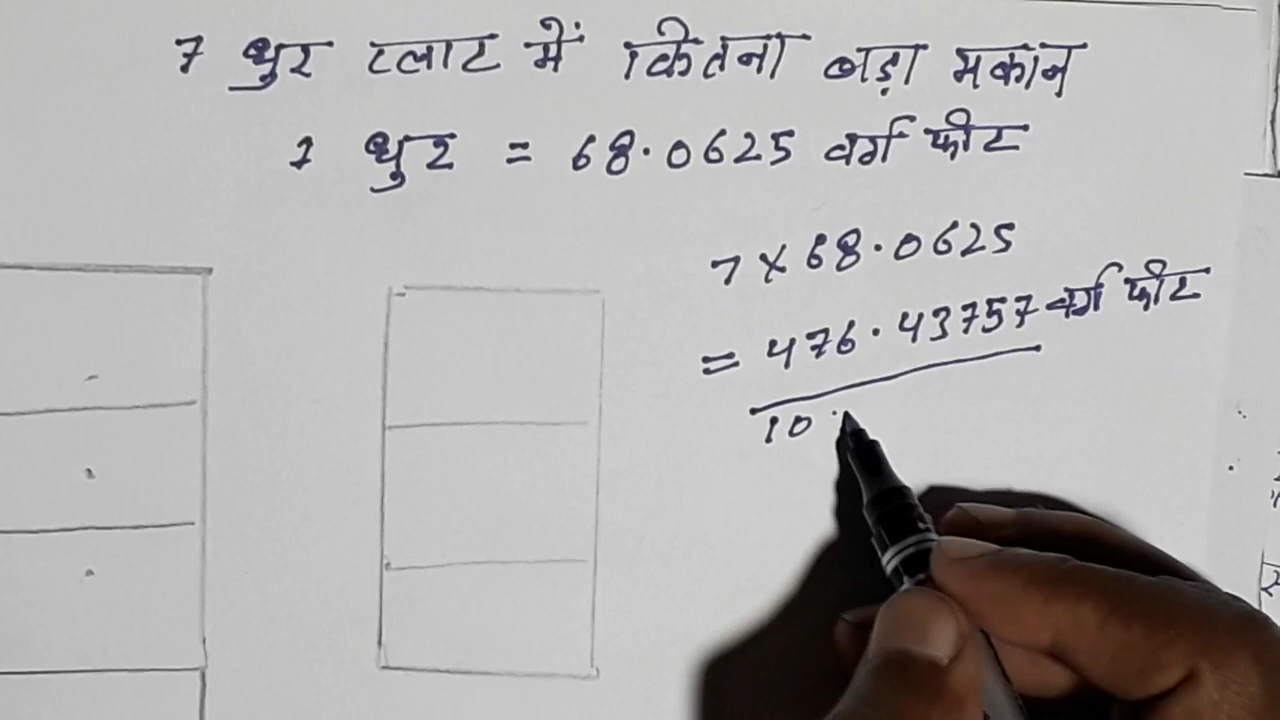 7 धुर प्लाट में कितना बड़ा मकान
1 धुर = 68.0625 वर्ग फीट
7 x 68.0625
= 476.43757 वर्ग फीट
10.